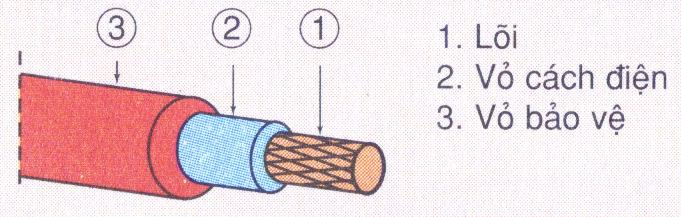 3 2 1
1. Lõi
2. Vỏ cách điện
3. Vỏ bảo vệ